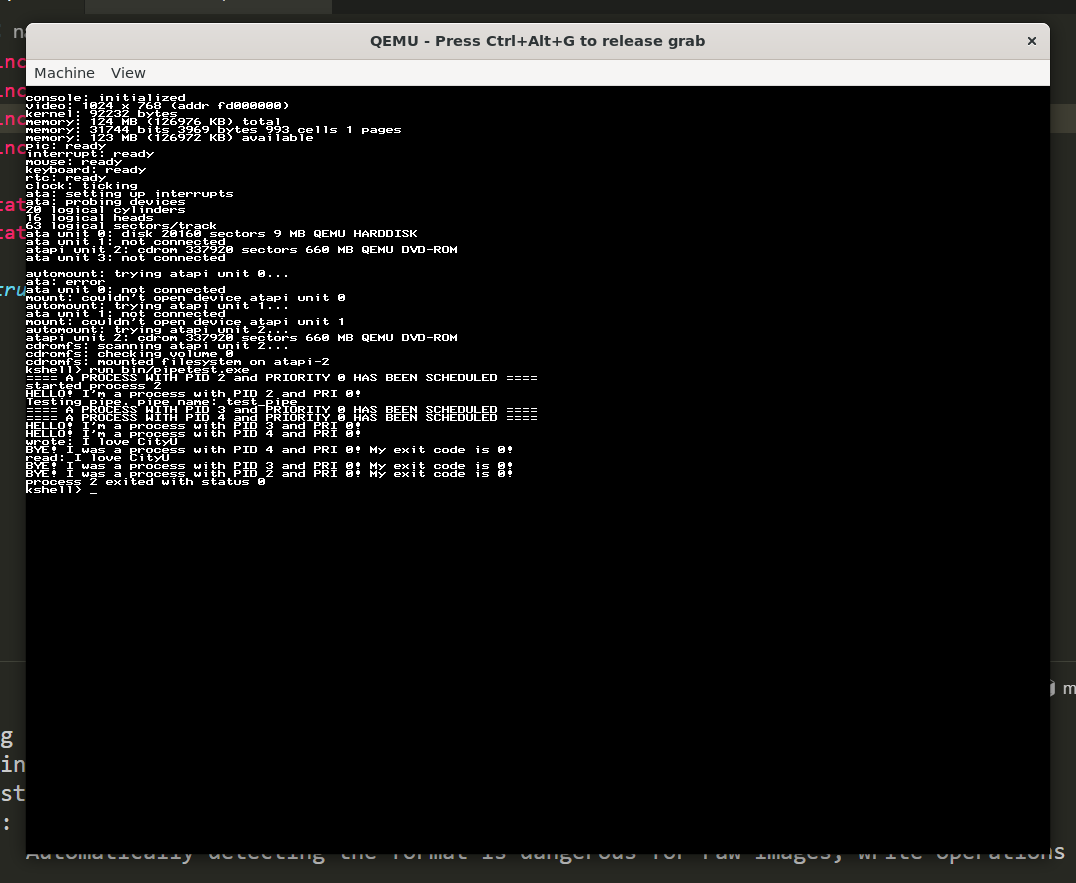 QEMU - Press Ctrl+Alt+G to release grab
Machine View
console: initialized
video: 1024 x 768 (addr fd000000)
kernel: 92232 bytes
memory: 124 MB (126976 KB) total
memory: 31744 bits 3969 bytes 993 cells 1 pages
memory: 123 MB (126972 KB) available
pic: ready
interrupt: ready
mouse: ready
keyboard: ready
rtc: ready
clock: ticking
ata: setting up interrupts
ata: probing devices
20 logical cylinders
16 logical heads
63 logical sectors/track
ata unit 0: disk 20160 sectors 9 MB QEMU HARDDISK
ata unit 1: not connected
atapi unit 2: cdrom 337920 sectors 660 MB QEMU DVD-ROM
ata unit 3: not connected
automount: trying atapi unit 0...
ata: error
ata unit 0: not connected
mount: couldn't open device atapi unit 0
automount: trying atapi unit 1...
ata unit 1: not connected
mount: couldn't open device atapi unit 1
automount: trying atapi unit 2...
atapi unit 2: cdrom 337920 sectors 660 MB QEMU DVD-ROM
cdromfs: scanning atapi unit 2...
cdromfs: checking volume 0
cdromfs: mounted filesystem on atapi-2
kshell> run bin/pipetest.exe
==== A PROCESS WITH PID 2 and PRIORITY 0 HAS BEEN SCHEDULED ====
started process 2
HELLO! I'm a process with PID 2 and PRI 0!
Testing pipe. pipe name: test_pipe
==== A PROCESS WITH PID 3 and PRIORITY 0 HAS BEEN SCHEDULED ====
==== A PROCESS WITH PID 4 and PRIORITY 0 HAS BEEN SCHEDULED ====
HELLO! I'm a process with PID 3 and PRI 0!
HELLO! I'm a process with PID 4 and PRI 0!
wrote: I love CityU
BYE! I was a process with PID 4 and PRI 0! My exit code is 0!
read: I love CityU
BYE! I was a process with PID 3 and PRI 0! My exit code is 0!
BYE! I was a process with PID 2 and PRI 0! My exit code is 0!
process 2 exited with status 0
kshell> _
Automatically detecting the format is dangerous for raw images, write operations